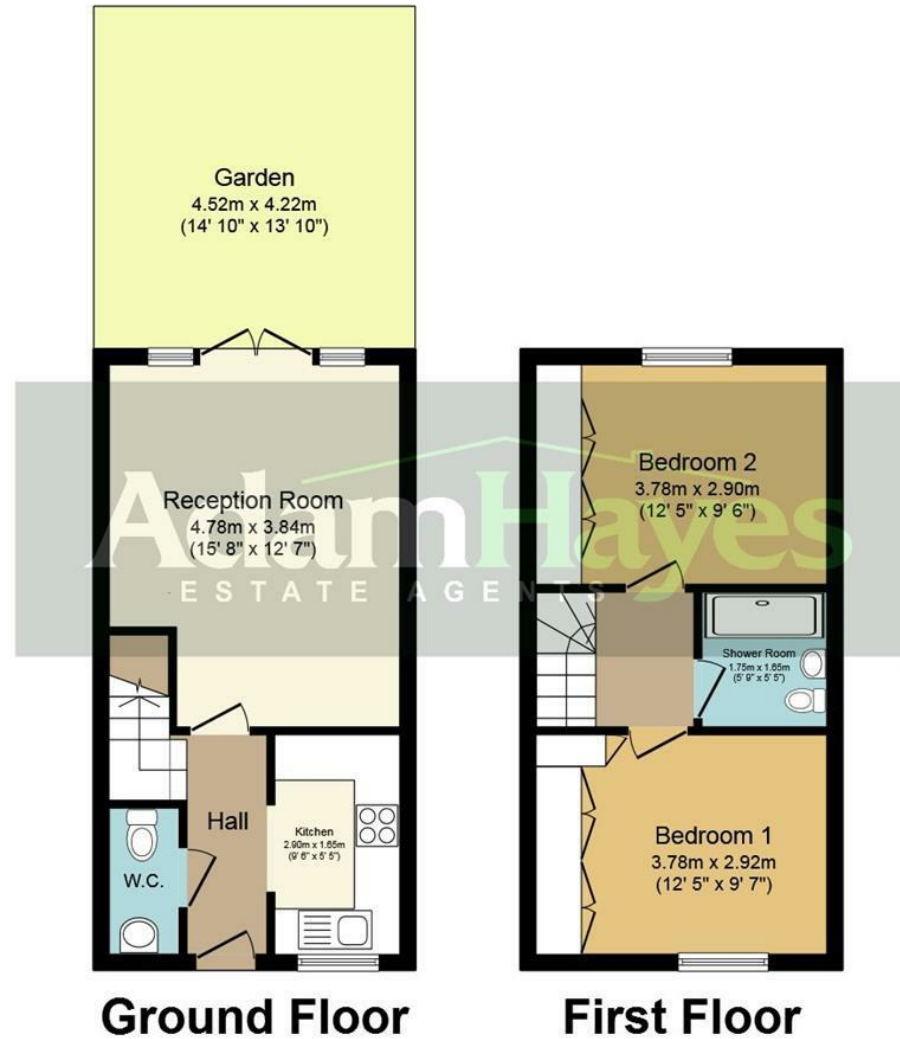 Garden
4.52m x 4.22m
(14' 10" x 13' 10")
Reception Room
4.78m x 3.84m
(15' 8" x 12' 7")
Bedroom 2
3.78m x 2.90m
(12' 5" x 9' 6")
AdamHayes
ESTATE AGENTS
Shower Room
1.75m x 1.65m
(5' 9" x 5' 5")
Hall
Kitchen
2.90m x 1.65m
(9' 6" x 5' 5")
W.C.
Bedroom 1
3.78m x 2.92m
(12' 5" x 9' 7")
Ground Floor
First Floor